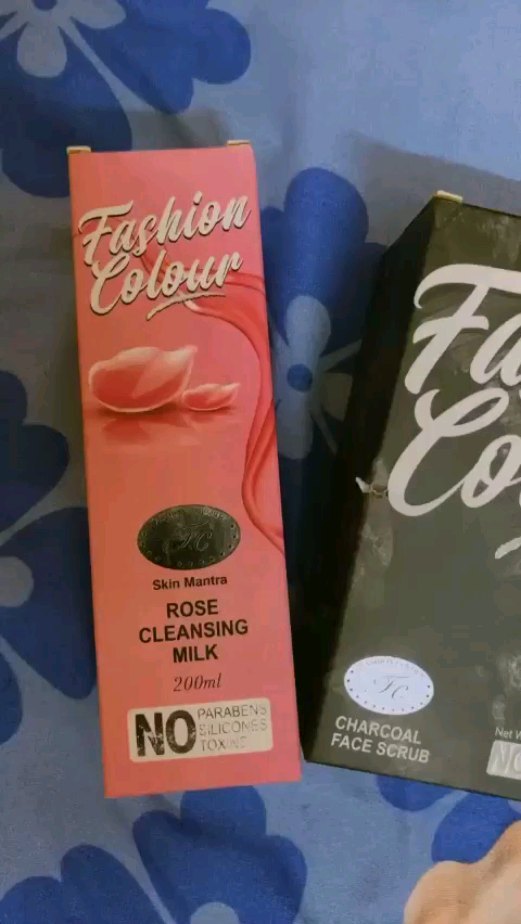 Fashion
Colour
FC
Skin Mantra
ROSE
CLEANSING
MILK
200ml
NO PARABENS
SILICONES
Fa
Co
FC
CHARCOAL
FACE SCRUB
Net W
NO